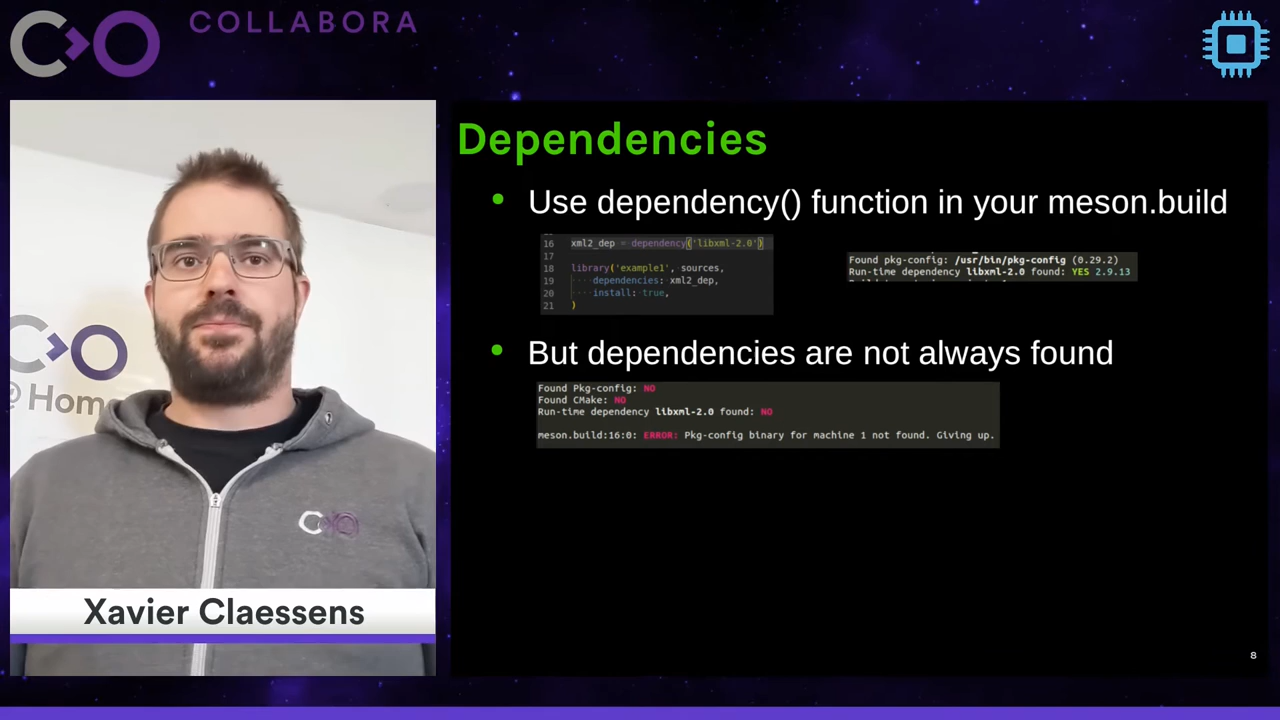 COLLABORA
Dependencies
• Use dependency() function in your meson.build
16 xml2_dep = dependency('libxml-2.0')
17
18 library('example1', sources,
19 dependencies: xml2_dep,
20 install: true,
21 )
Found pkg-config: /usr/bin/pkg-config (0.29.2)
Run-time dependency libxml-2.0 found: YES 2.9.13
• But dependencies are not always found
Found Pkg-config: NO
Found CMake: NO
Run-time dependency libxml-2.0 found: NO
meson.build:16:0: ERROR: Pkg-config binary for machine 1 not found. Giving up.
@ Hom
Xavier Claessens
8